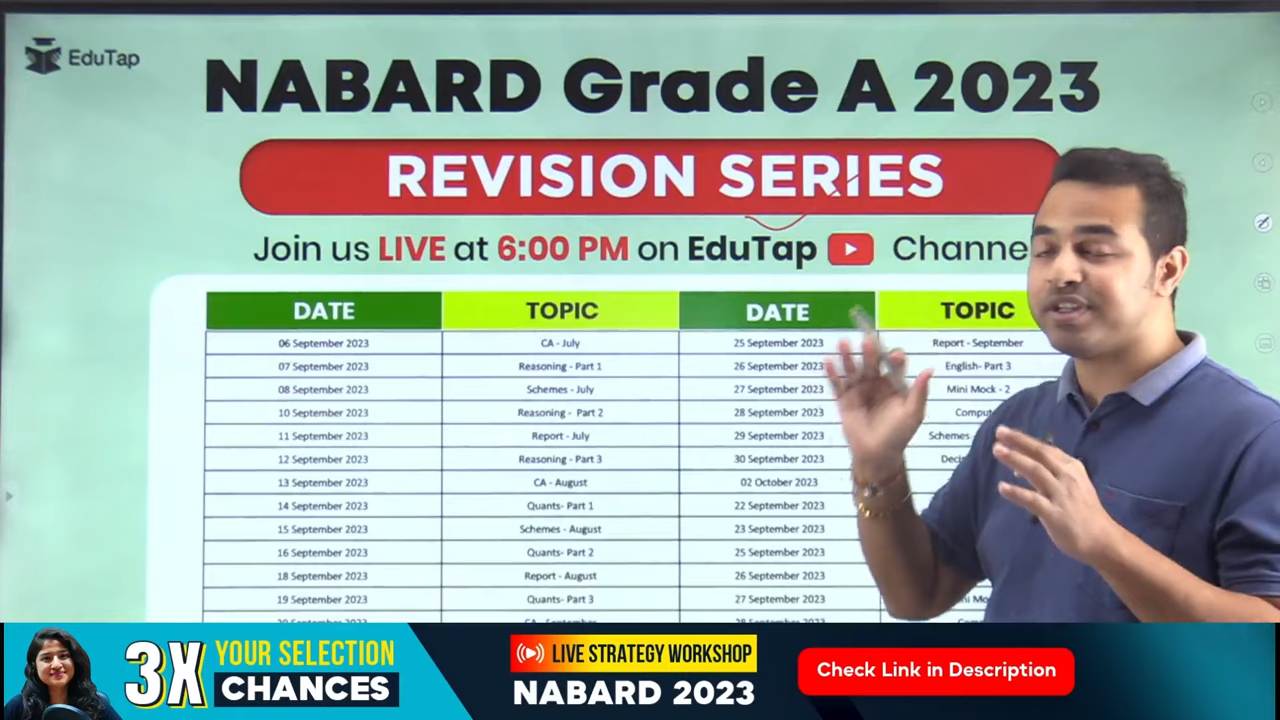 EduTap
NABARD Grade A 2023
REVISION SERIES
Join us LIVE at 6:00 PM on EduTap
DATE TOPIC DATE TOPIC
06 September 2023 CA - July 25 September 2023 Report - September
07 September 2023 Reasoning - Part 1 26 September 2023 English- Part 3
08 September 2023 Schemes - July 27 September 2023 Mini Mock - 2
10 September 2023 Reasoning - Part 2 28 September 2023
11 September 2023 Report - July 29 September 2023 Schemes -
12 September 2023 Reasoning - Part 3 30 September 2023
13 September 2023 CA - August 02 October 2023
14 September 2023 Quants- Part 1 22 September 2023
15 September 2023 Schemes - August 23 September 2023
16 September 2023 Quants- Part 2 25 September 2023
18 September 2023 Report - August 26 September 2023
19 September 2023 Quants- Part 3 27 September 2023
3X YOUR SELECTION CHANCES
LIVE STRATEGY WORKSHOP
NABARD 2023
Check Link in Description